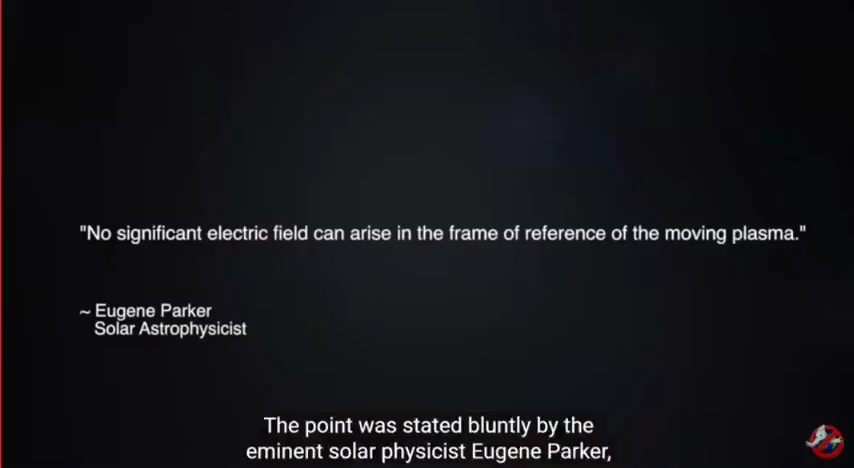 "No significant electric field can arise in the frame of reference of the moving plasma."
~ Eugene Parker
Solar Astrophysicist
The point was stated bluntly by the
eminent solar physicist Eugene Parker,